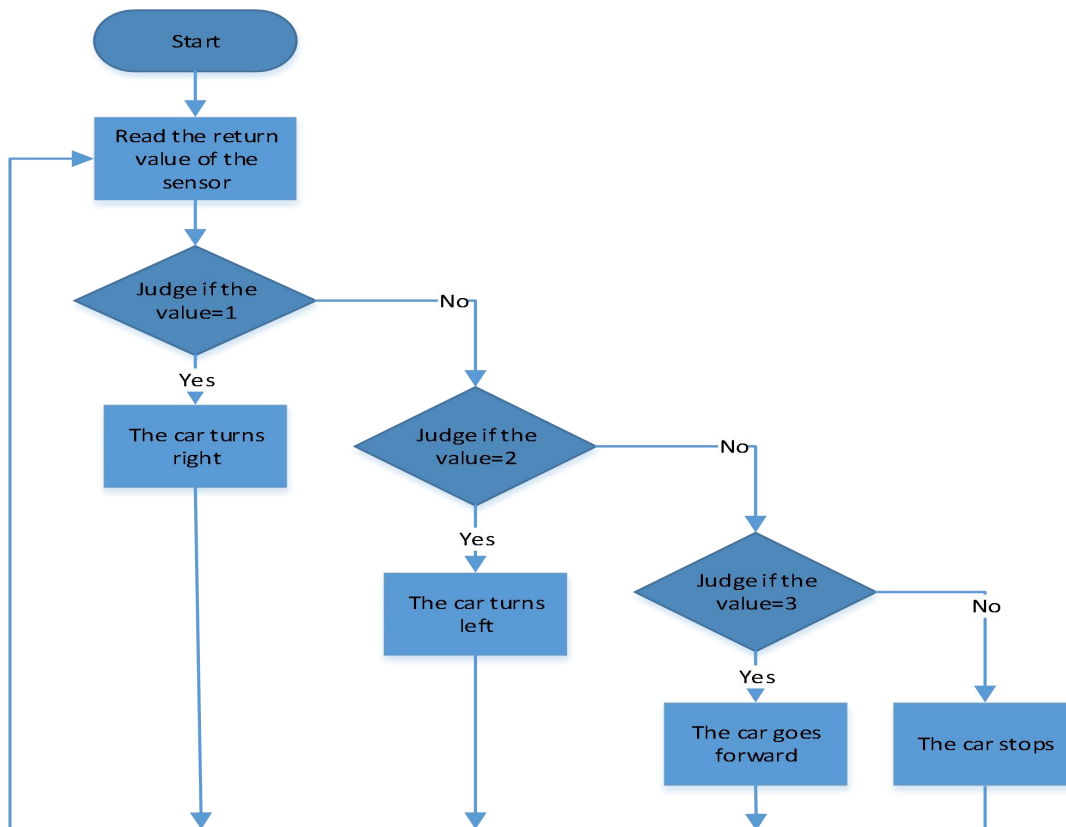 Start
Read the return
value of the
sensor
Judge if the
value=1
No
Yes
The car turns
right
Judge if the
value=2
No
Yes
The car turns
left
Judge if the
value=3
No
Yes
The car goes
forward
The car stops